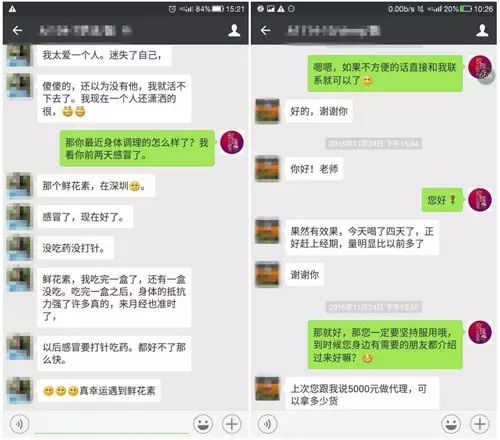 4G 84% 15:21
我太爱一个人。迷失了自己，
傻傻的，还以为没有他，我就活不
下去了。我现在一个人还潇洒的
很，
那你最近身体调理的怎么样了？我
看你前两天感冒了。
那个鲜花素，在深圳。
感冒了，现在好了。
没吃药没打针。
鲜花素，我吃完一盒了，还有一盒
没吃。吃完一盒之后，身体的抵抗
力强了许多真的，来月经也准时
了，
以后感冒要打针吃药。都好不了那
么快。
真幸运遇到鲜花素
0.00b/s 4G 20% 10:26
嗯嗯，如果不方便的话直接和我联
系就可以了
好的，谢谢你
2016年11月24日 下午15:44
你好！老师
您好
果然有效果，今天喝了四天了，正
好赶上经期，量明显比以前多了
谢谢你
2016年11月24日 下午15:50
那就好，那您一定要坚持服用哦，
到时候您身边有需要的朋友都介绍
过来好嘛？
上次您跟我说5000元做代理，可
以拿多少货